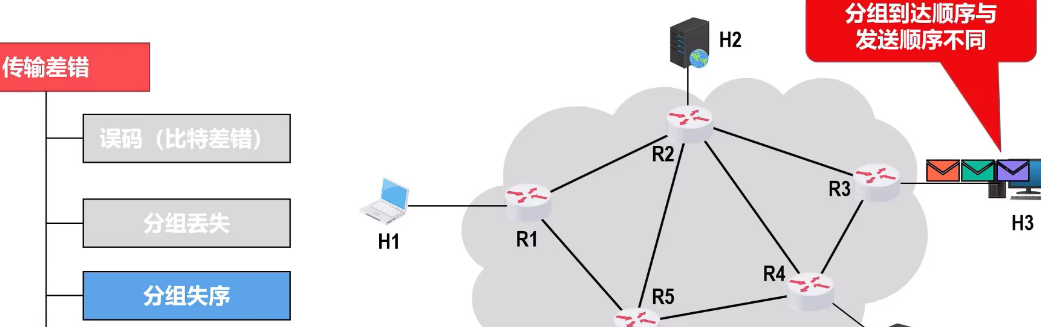 分组到达顺序与
发送顺序不同
传输差错
误码（比特差错）
分组丢失
分组失序
H2
R2
R3
H3
H1
R1
R4
R5